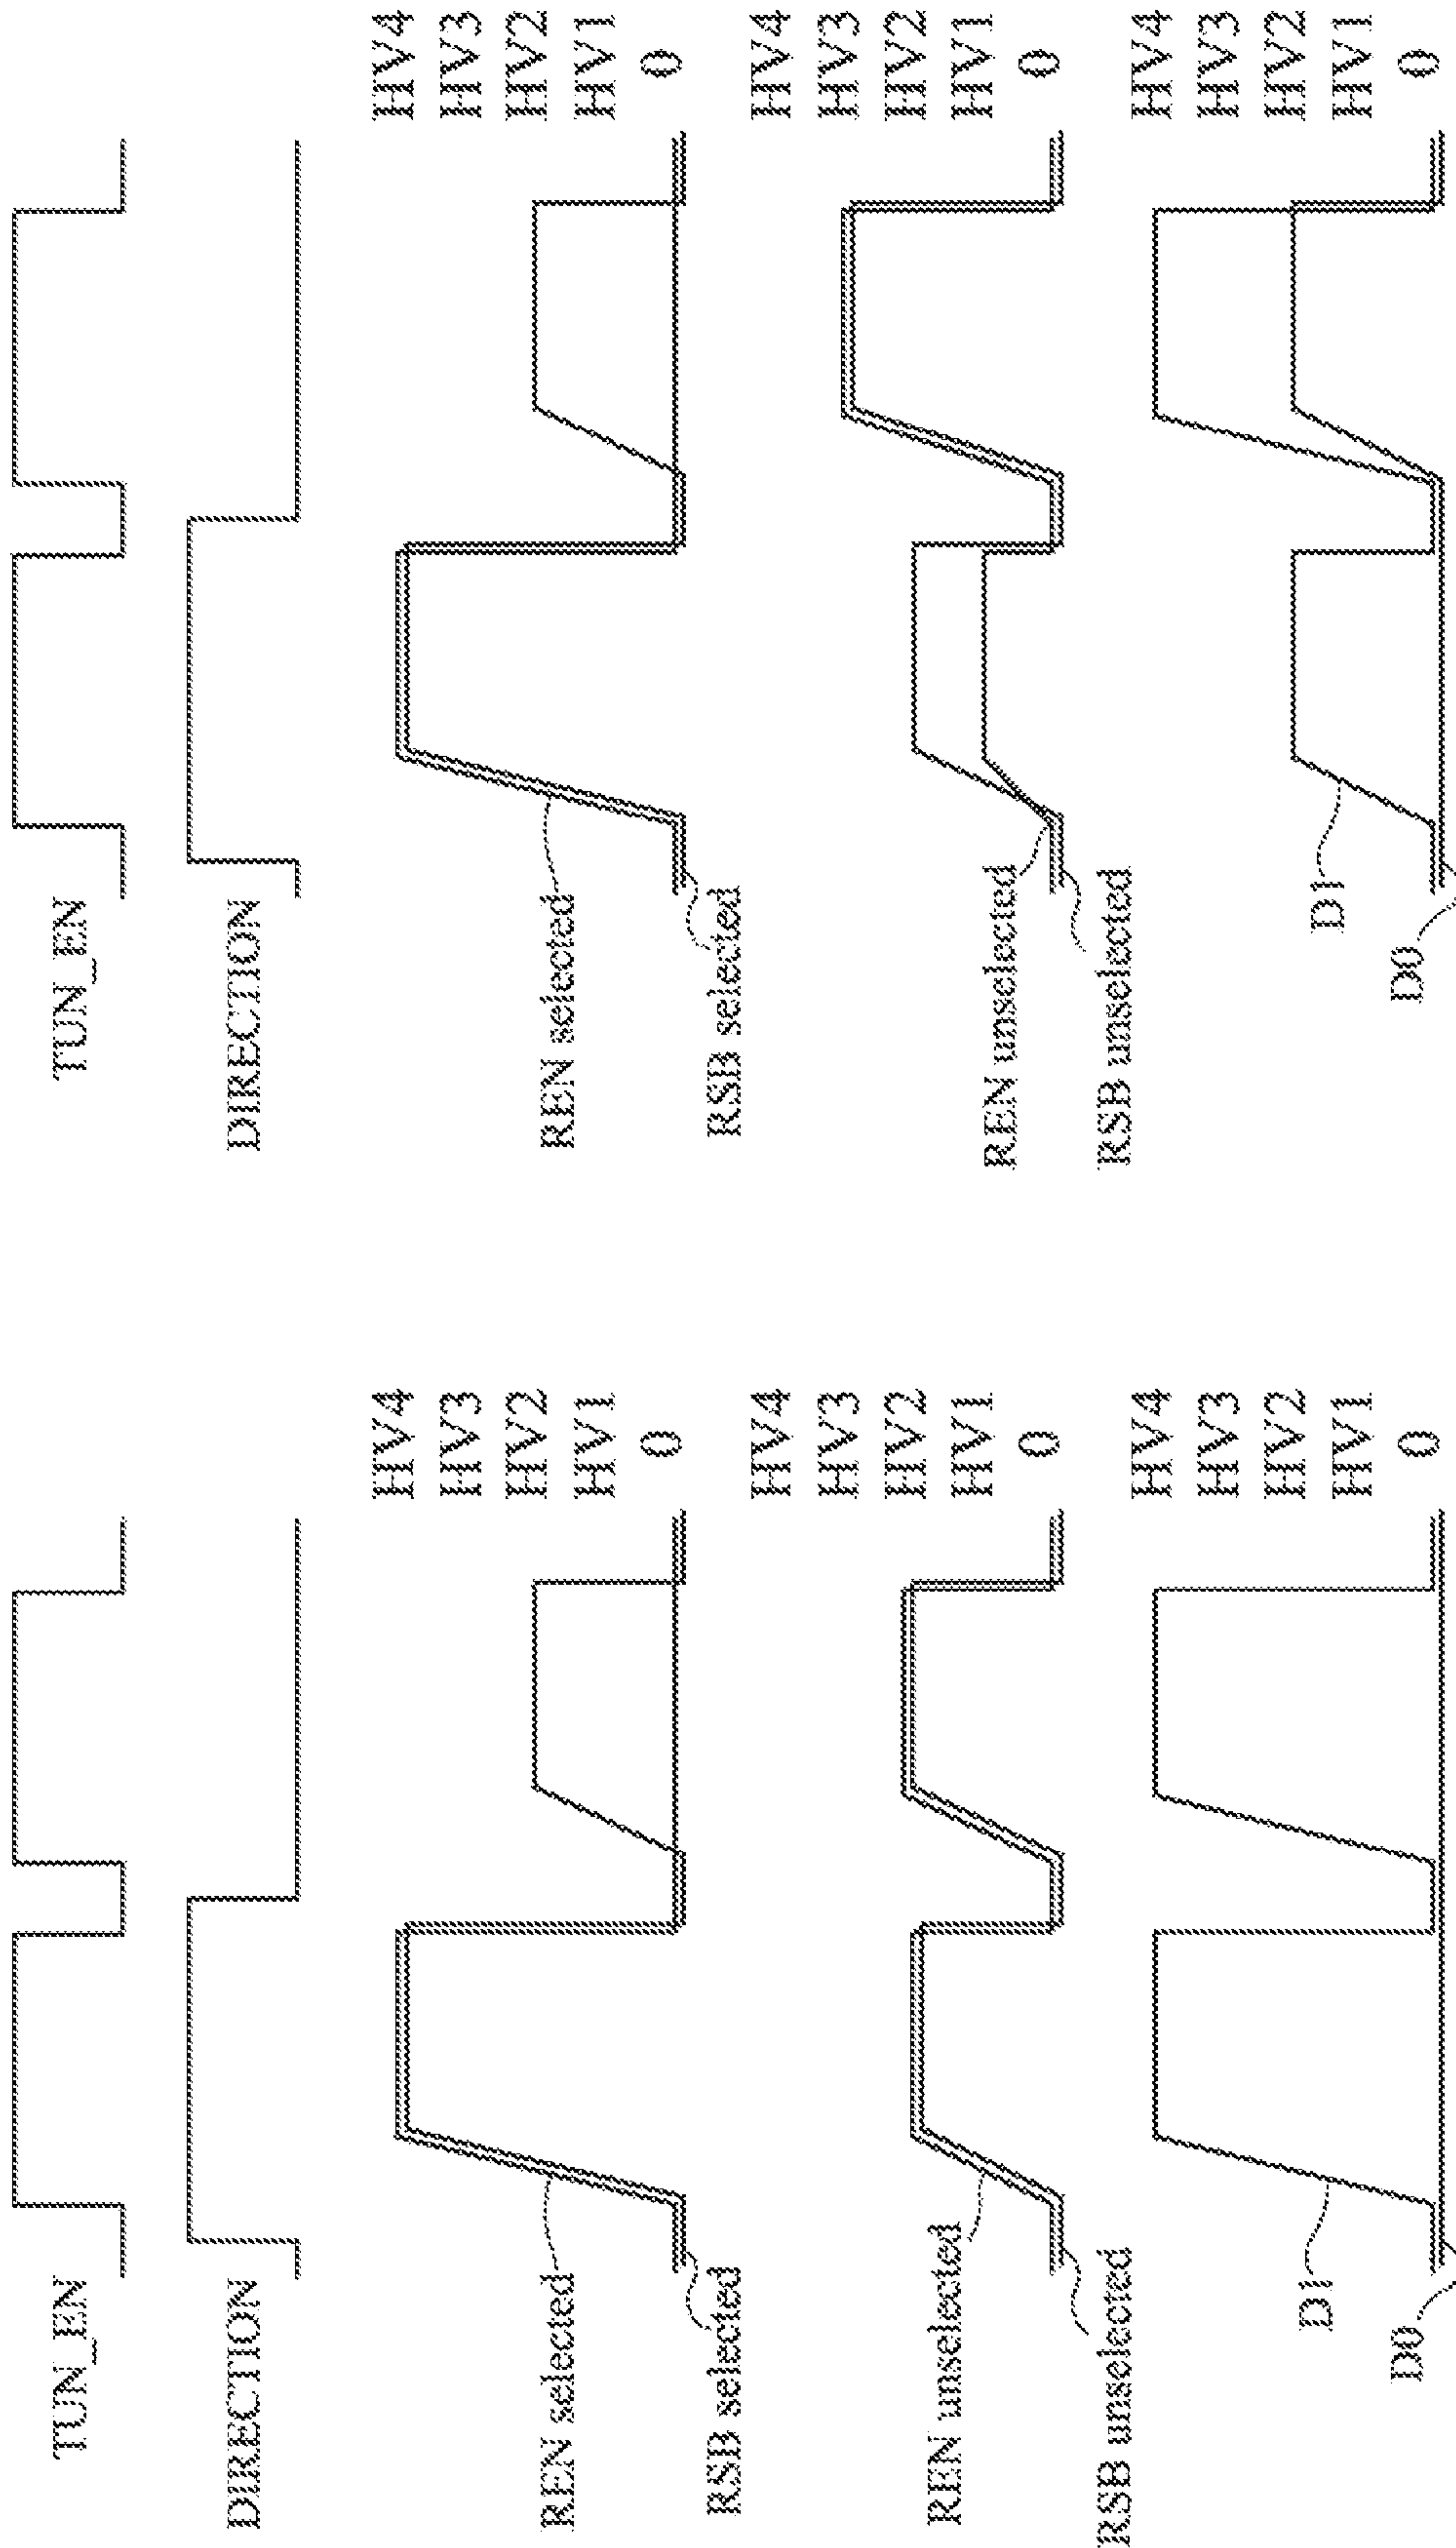 TUN_EN
DIRECTION
REN selected
RSB selected
HV4
HV3
HV2
HV1
0
REN unselected
RSB unselected
HV4
HV3
HV2
HV1
0
D1
D0
HV4
HV3
HV2
HV1
0
TUN_EN
DIRECTION
REN selected
RSB selected
HV4
HV3
HV2
HV1
0
REN unselected
RSB unselected
HV4
HV3
HV2
HV1
0
D1
D0
HV4
HV3
HV2
HV1
0